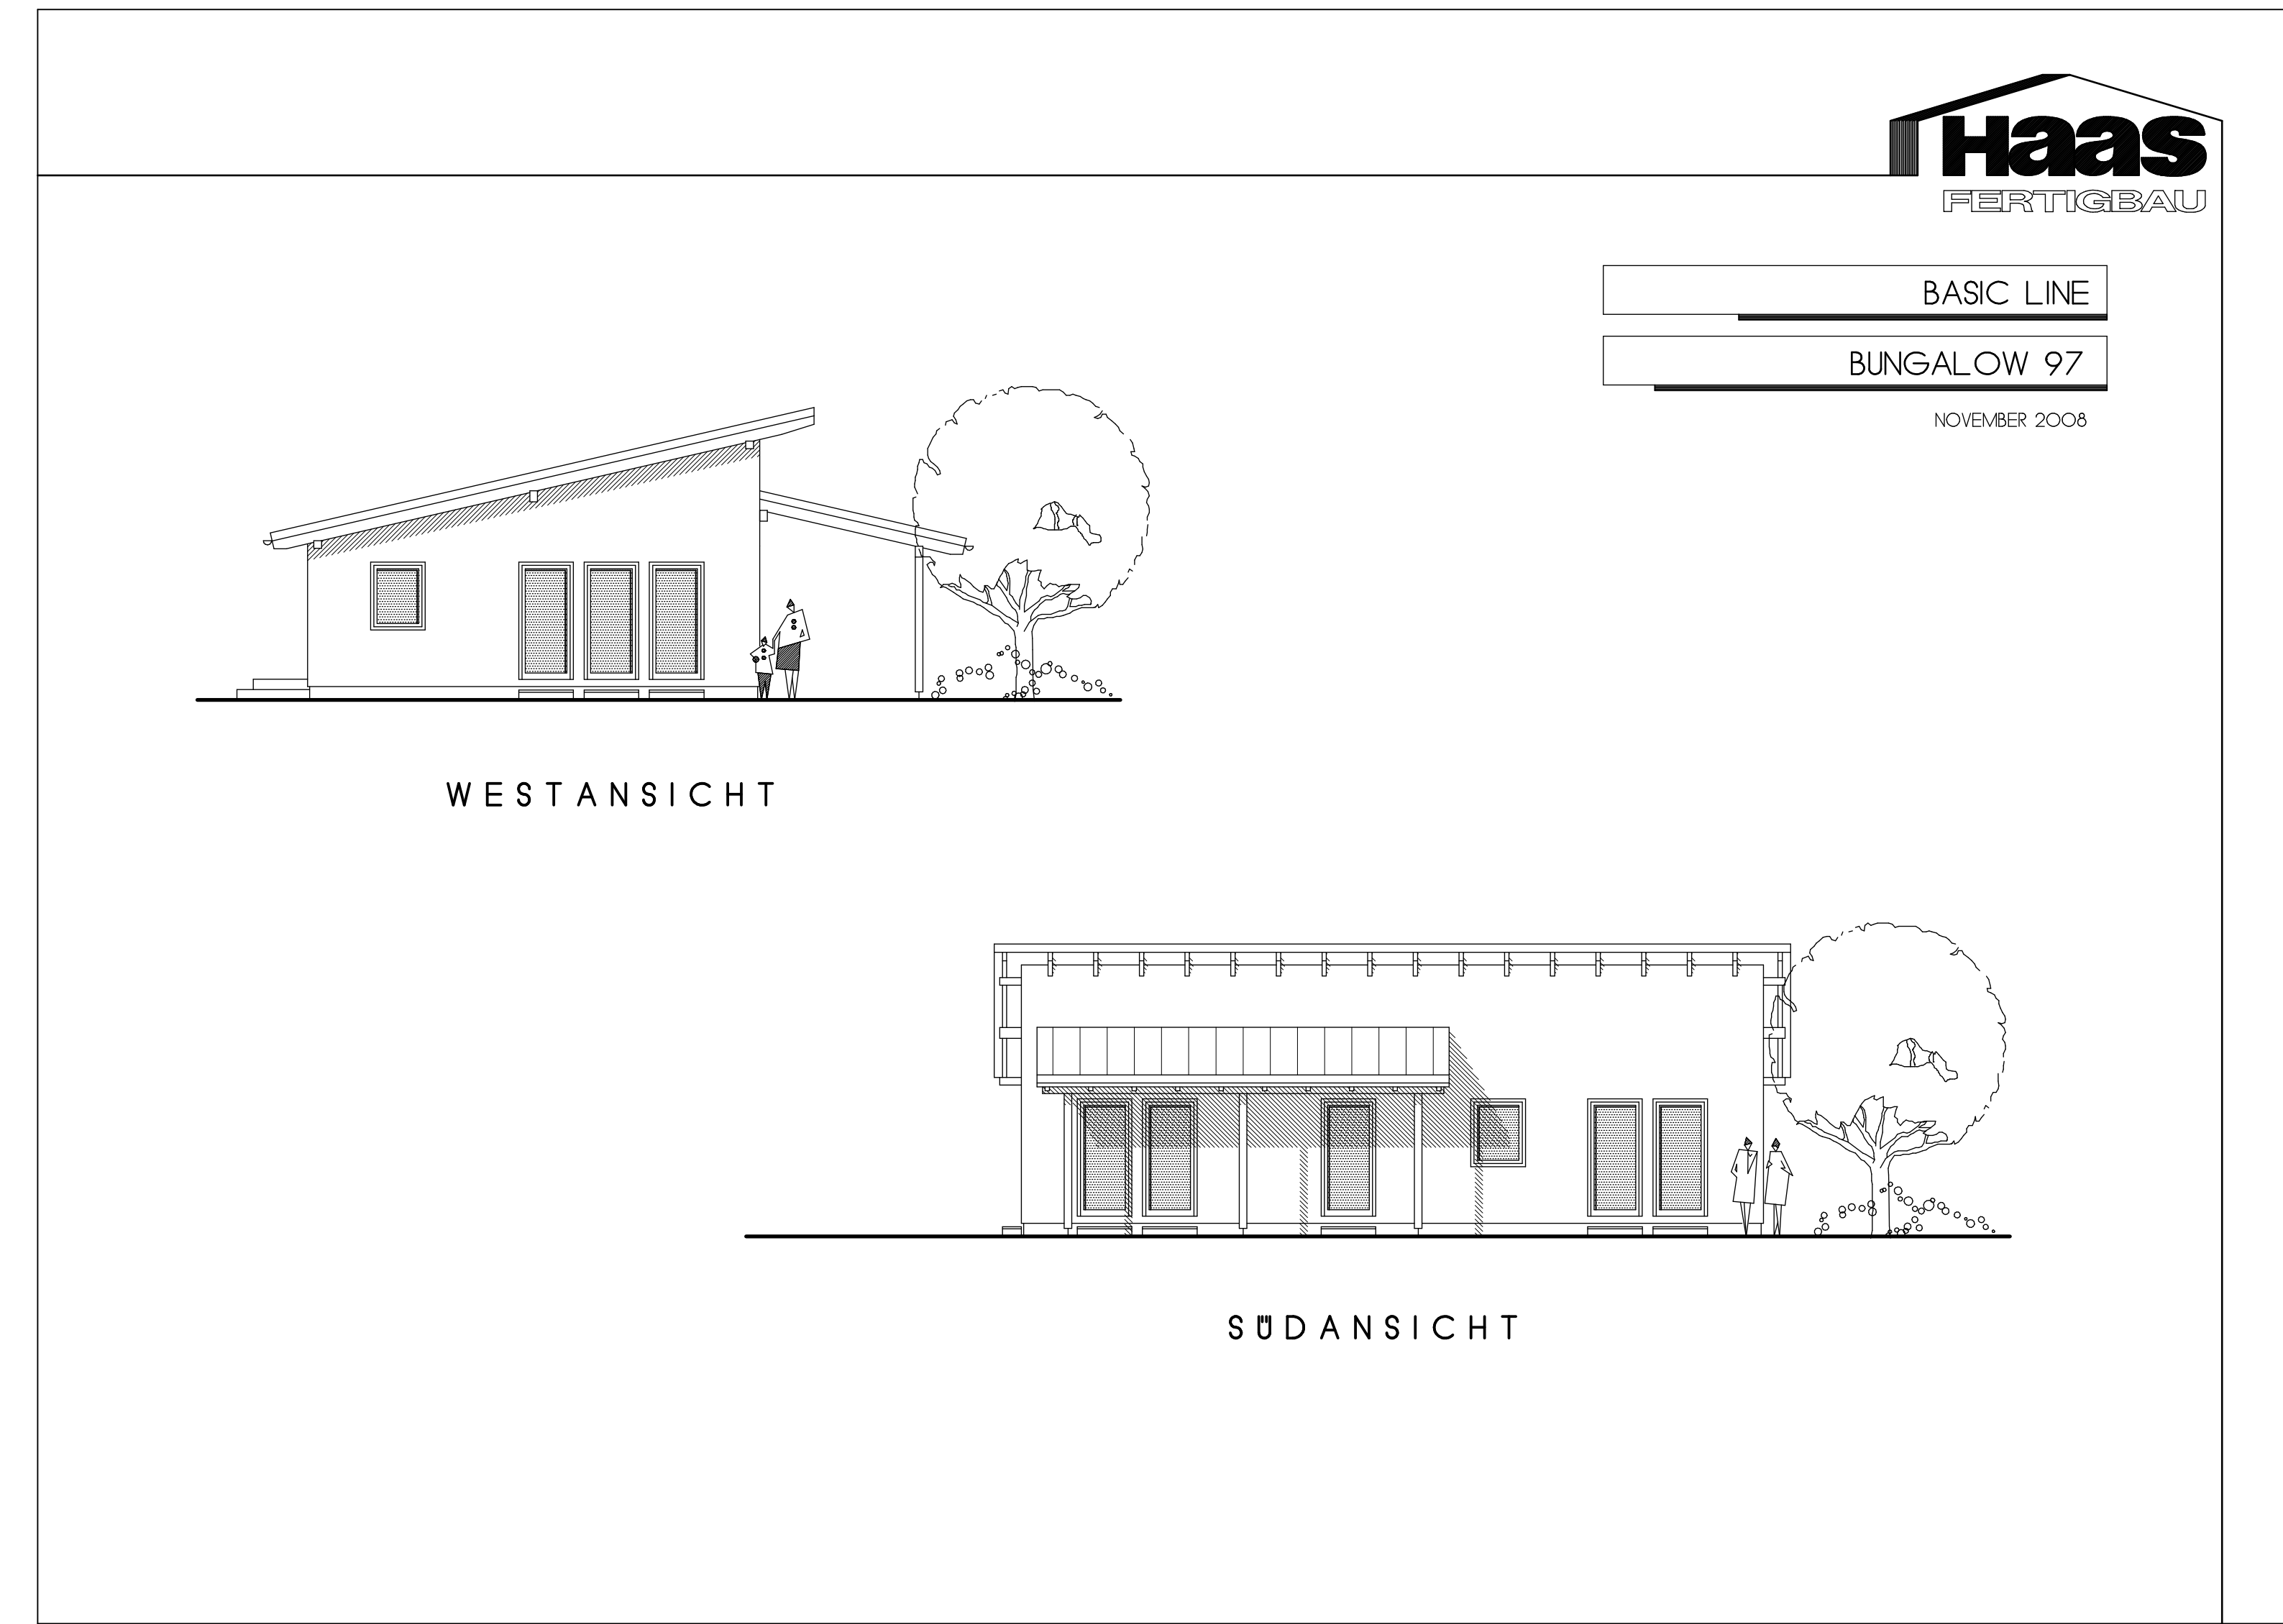 Haas
FERTIGBAU
BASIC LINE
BUNGALOW 97
NOVEMBER 2008
WESTANSICHT
SÜDANSICHT